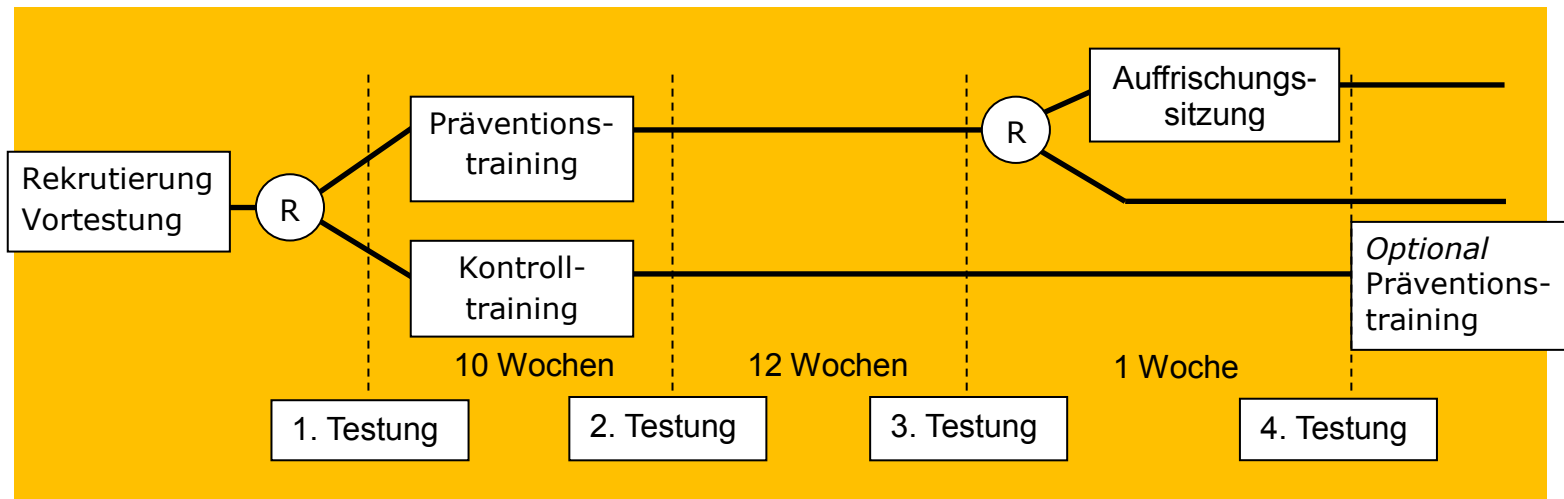 Rekrutierung
Vortestung
R
Präventions-
training
Kontroll-
training
R
Auffrischungs-
sitzung
Optional
Präventions-
training
10 Wochen
12 Wochen
1 Woche
1. Testung
2. Testung
3. Testung
4. Testung